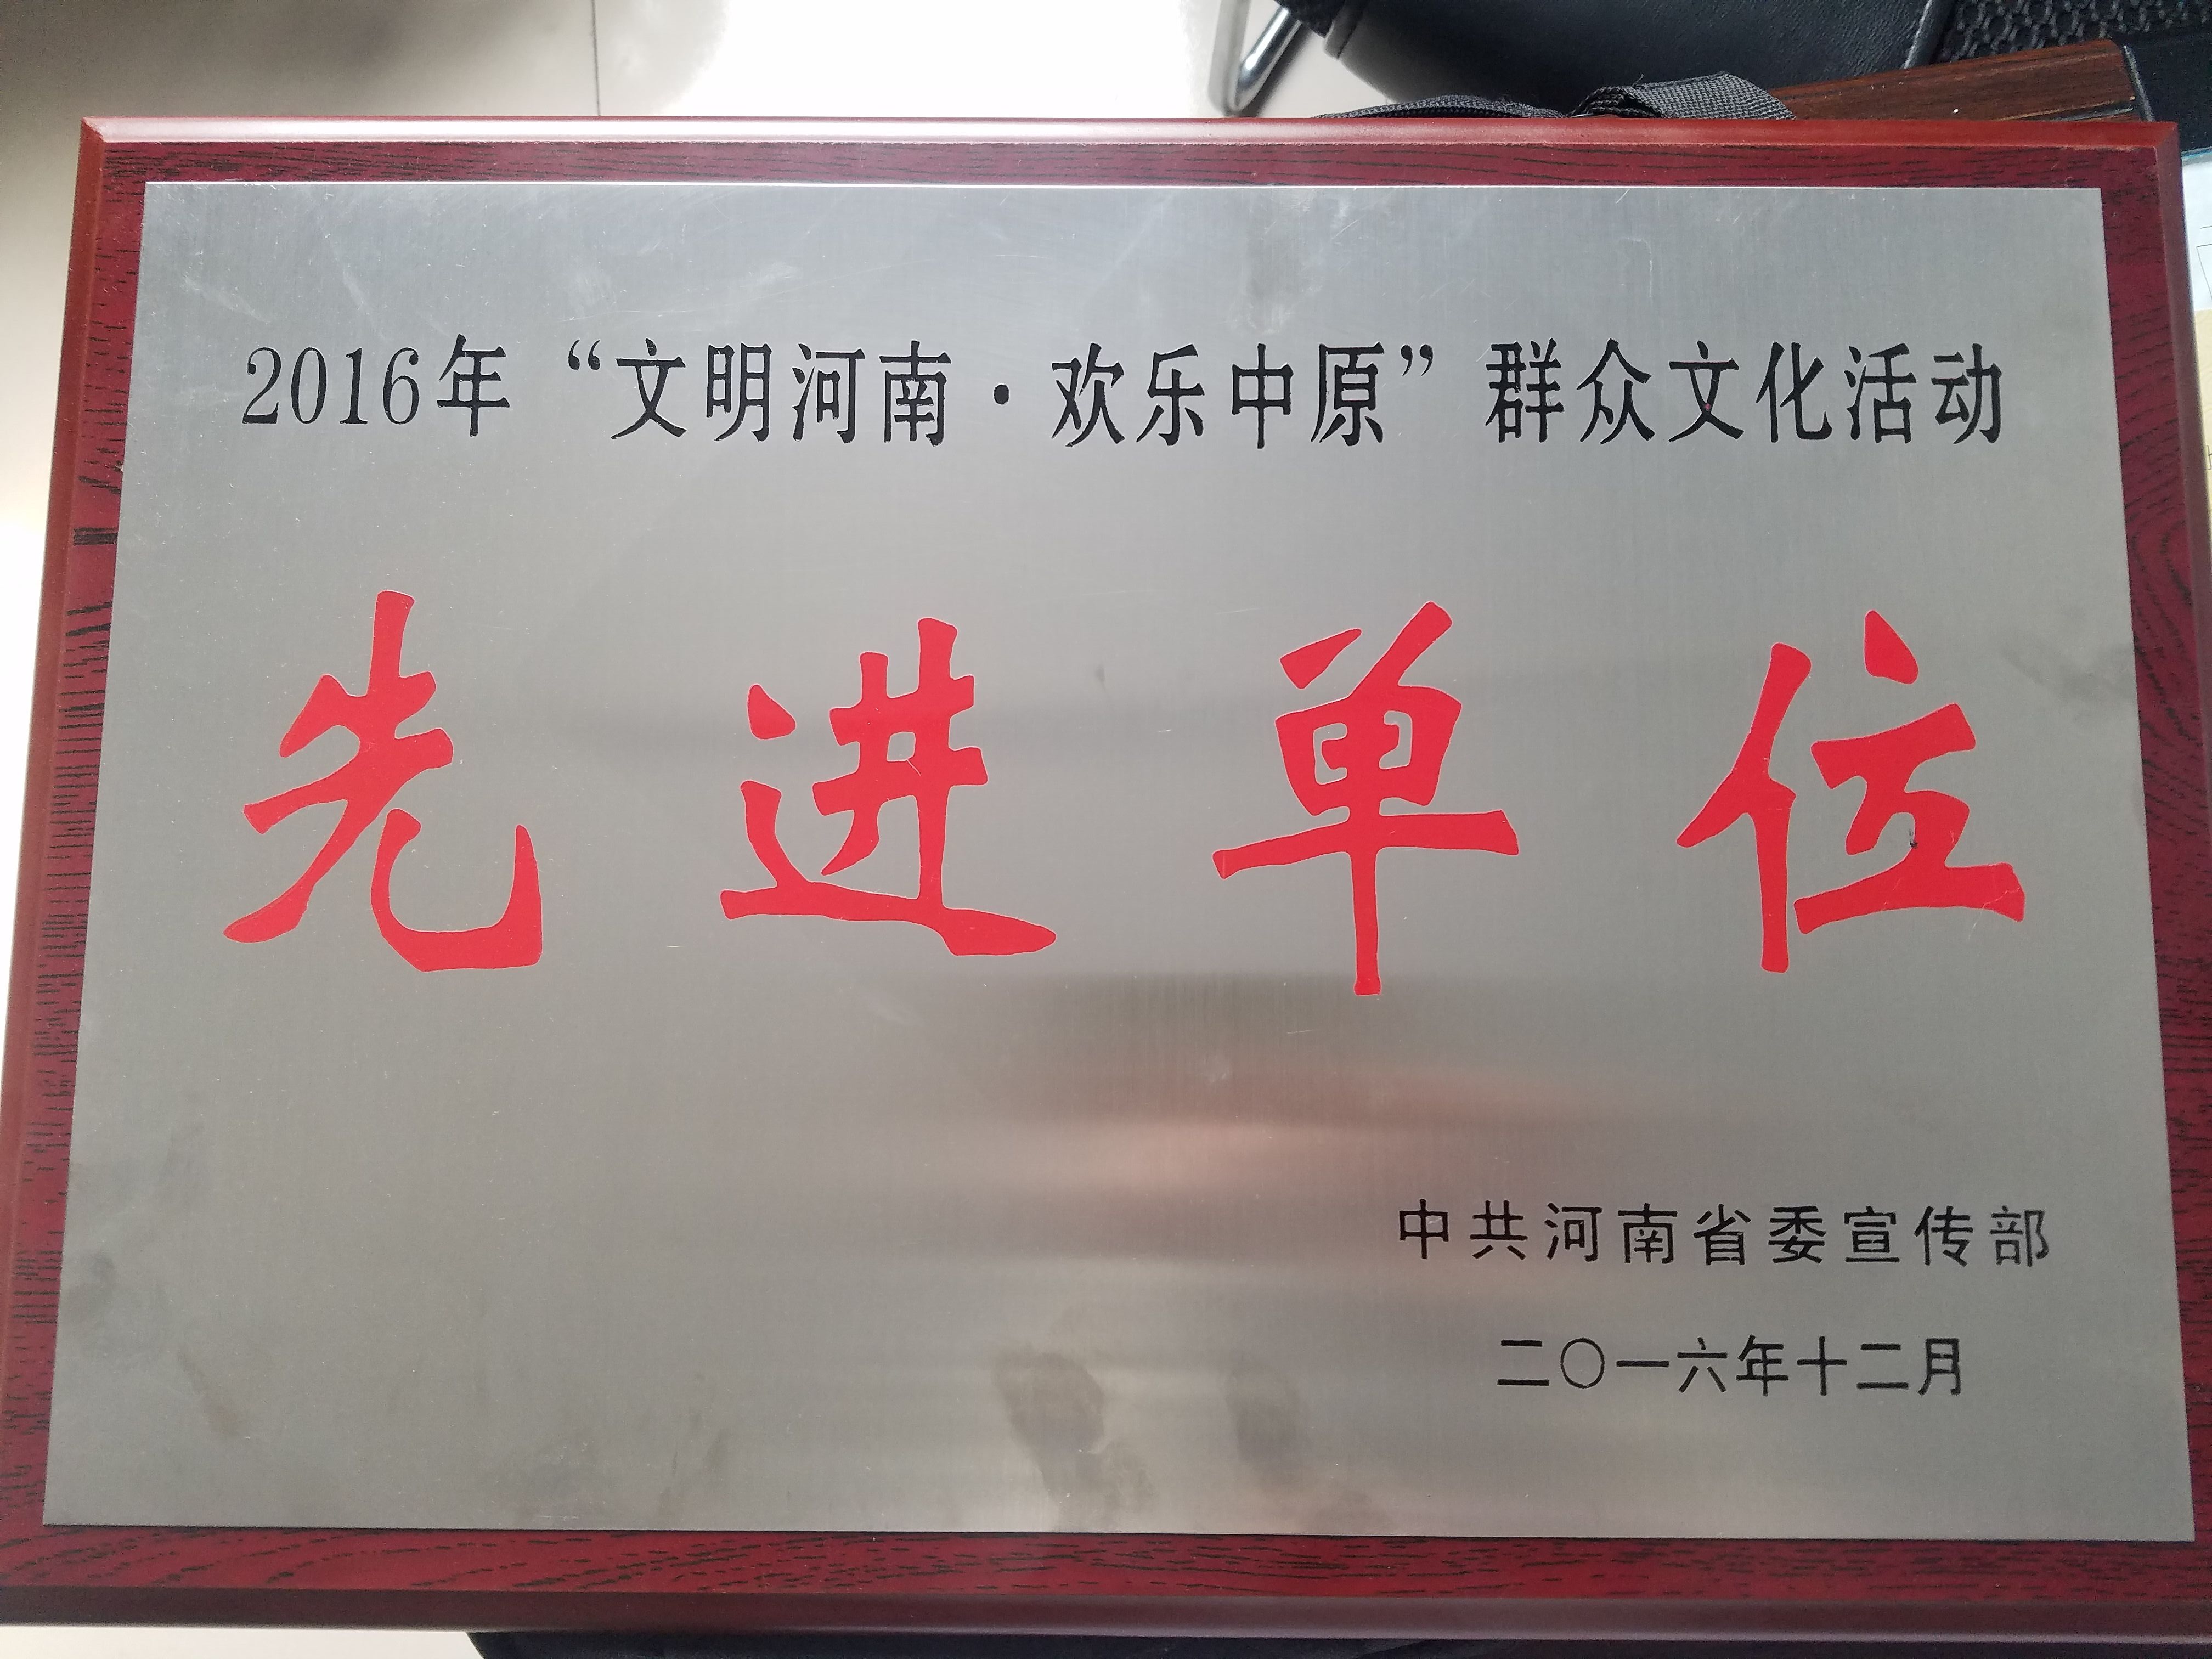 2016年“文明河南·欢乐中原”群众文化活动
先进单位
中共河南省委宣传部
二〇一六年十二月